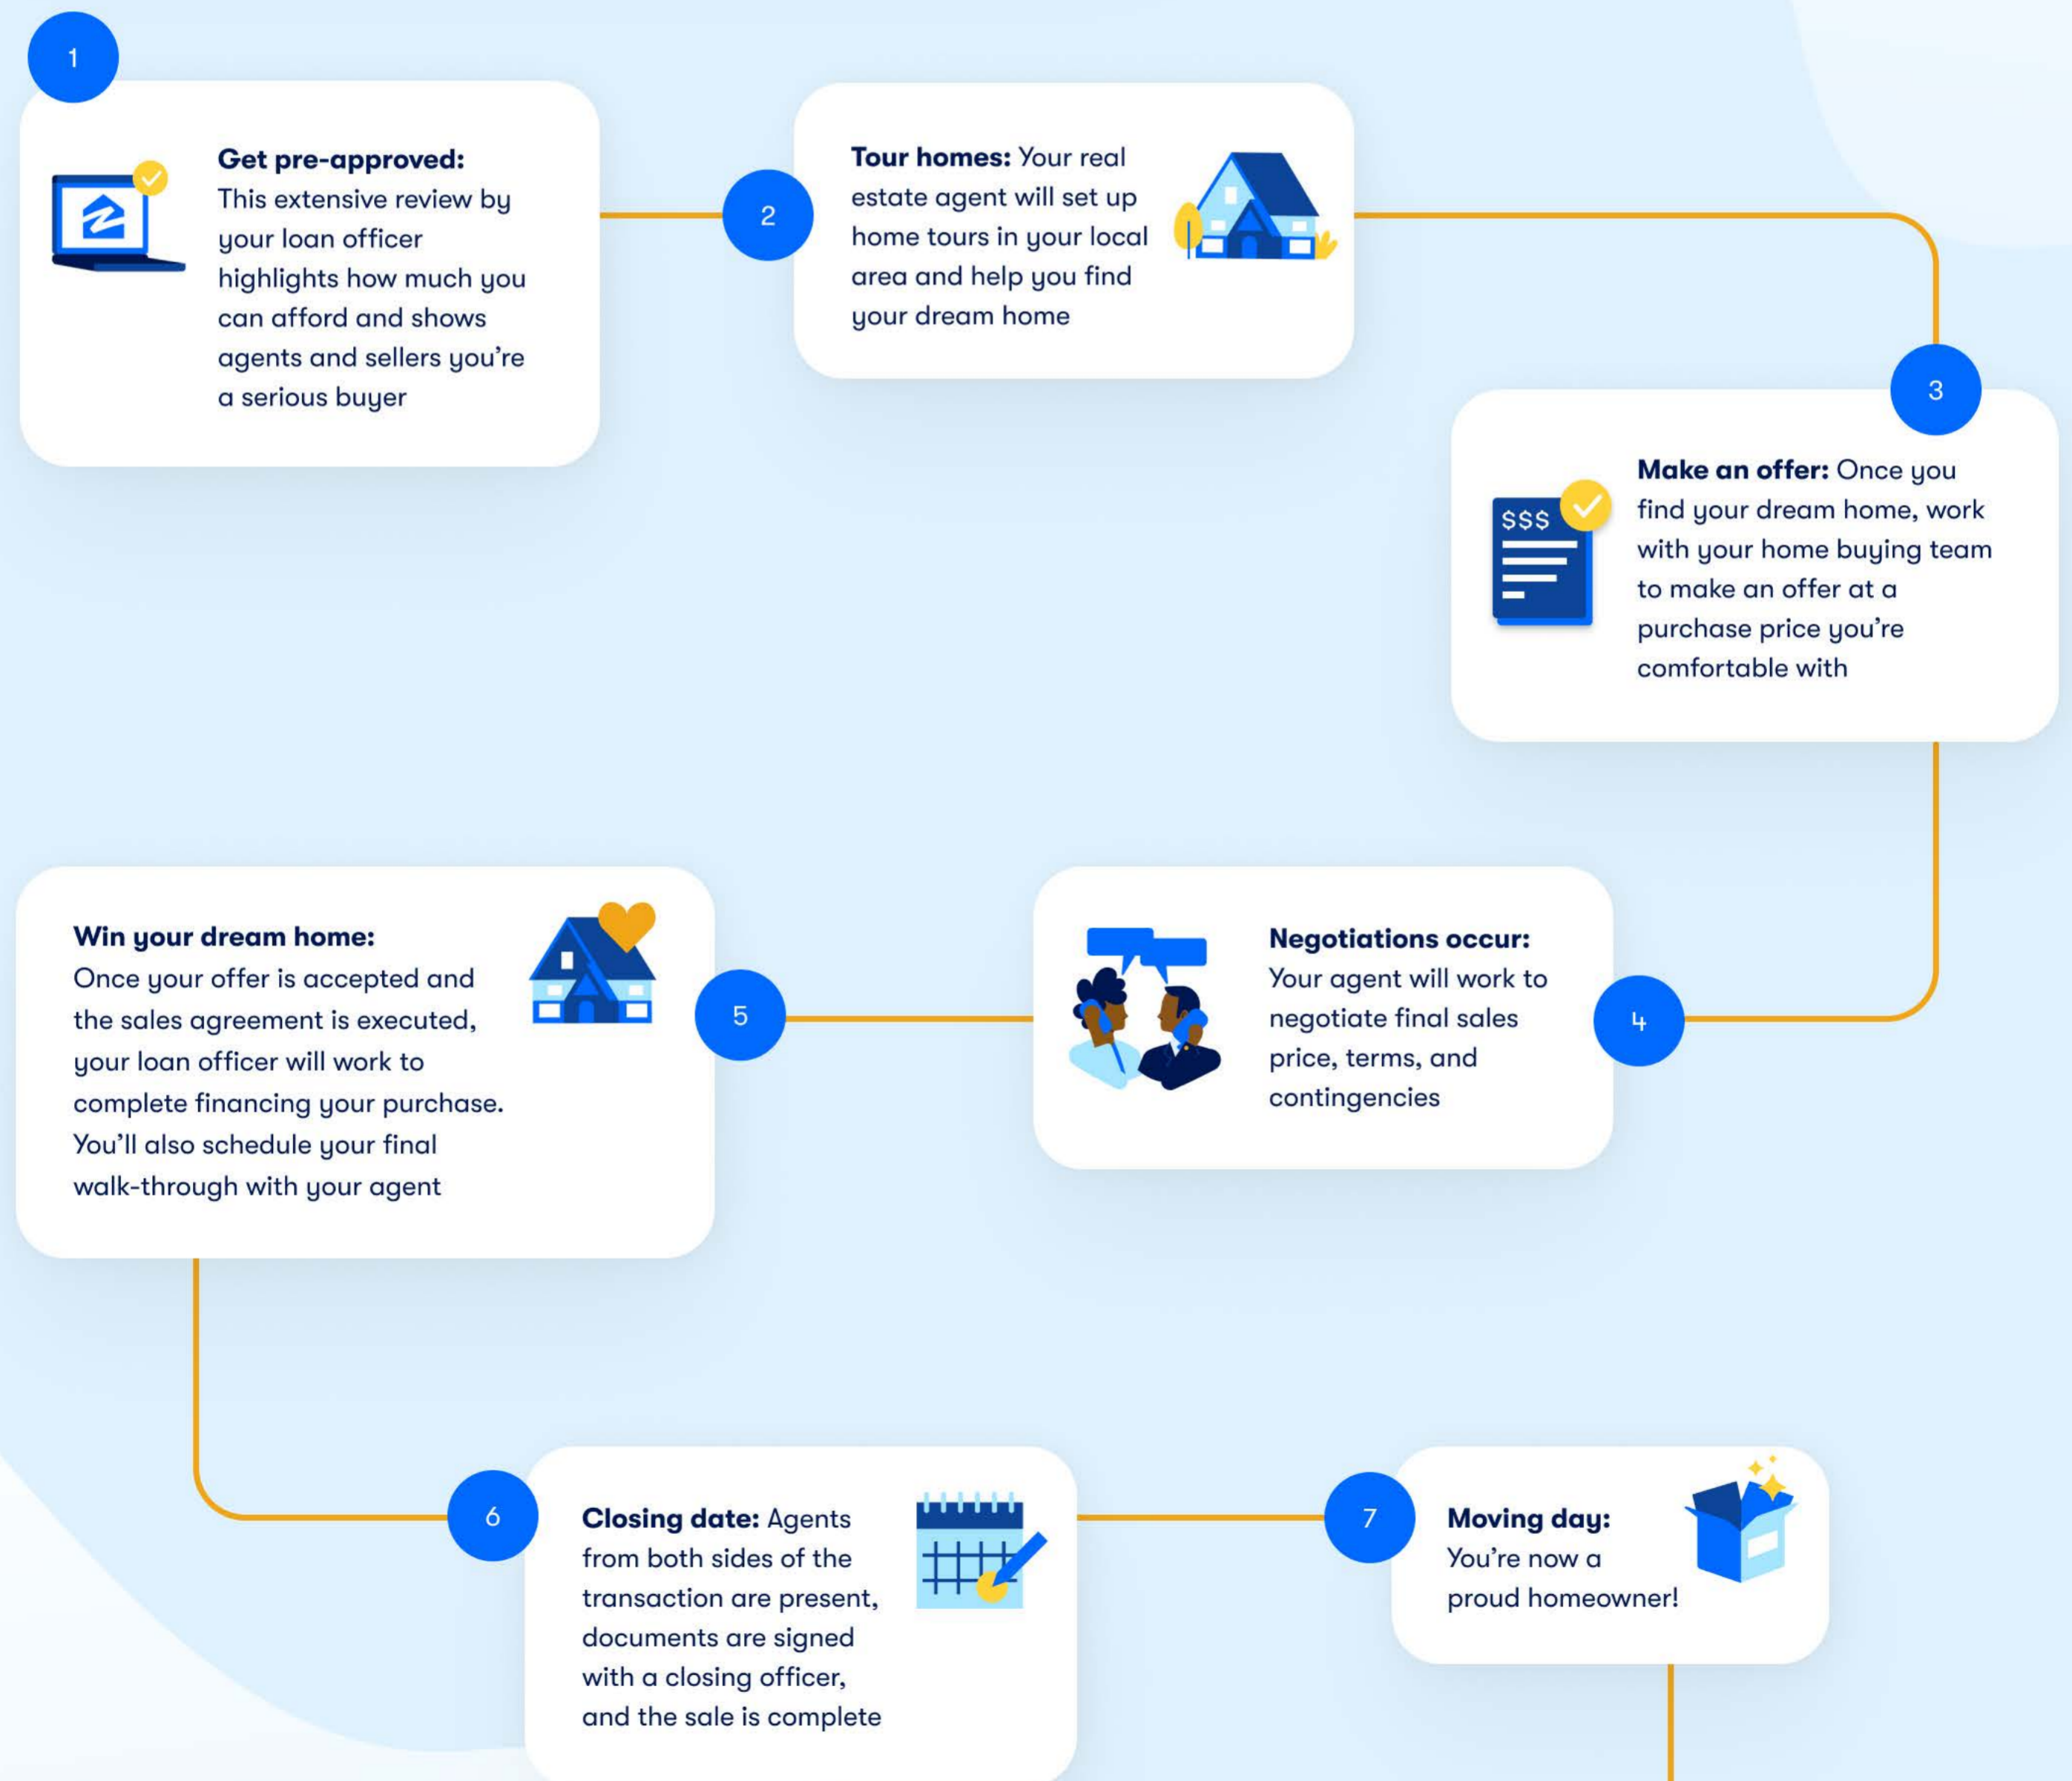 1
Get pre-approved:
This extensive review by
your loan officer
highlights how much you
can afford and shows
agents and sellers you're
a serious buyer
2
Tour homes: Your real
estate agent will set up
home tours in your local
area and help you find
your dream home
3
Make an offer: Once you
find your dream home, work
with your home buying team
to make an offer at a
purchase price you're
comfortable with
$$$
4
Negotiations occur:
Your agent will work to
negotiate final sales
price, terms, and
contingencies
5
Win your dream home:
Once your offer is accepted and
the sales agreement is executed,
your loan officer will work to
complete financing your purchase.
You'll also schedule your final
walk-through with your agent
6
Closing date: Agents
from both sides of the
transaction are present,
documents are signed
with a closing officer,
and the sale is complete
7
Moving day:
You're now a
proud homeowner!